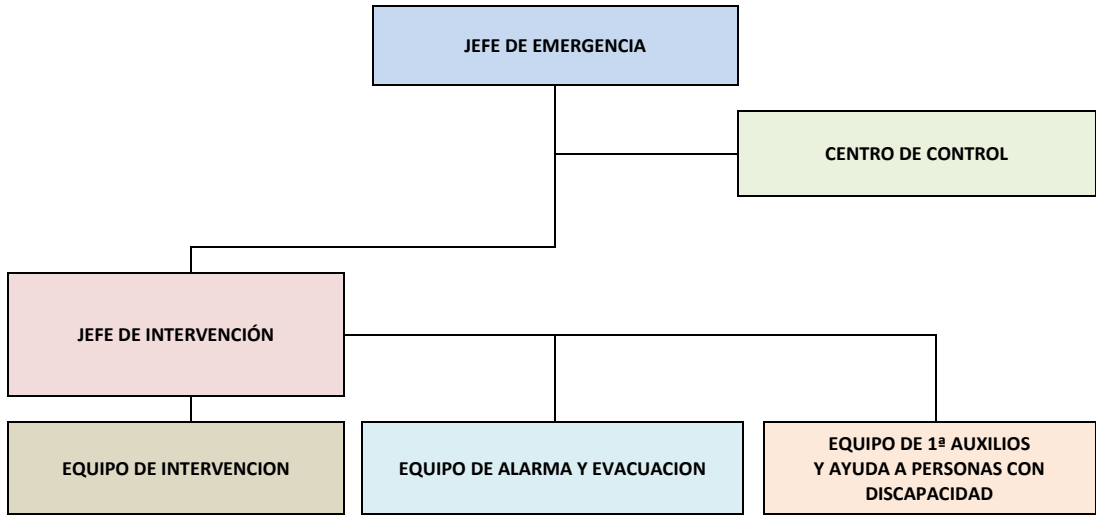 JEFE DE EMERGENCIA
CENTRO DE CONTROL
JEFE DE INTERVENCIÓN
EQUIPO DE INTERVENCION
EQUIPO DE ALARMA Y EVACUACION
EQUIPO DE 1ª AUXILIOS
Y AYUDA A PERSONAS CON
DISCAPACIDAD